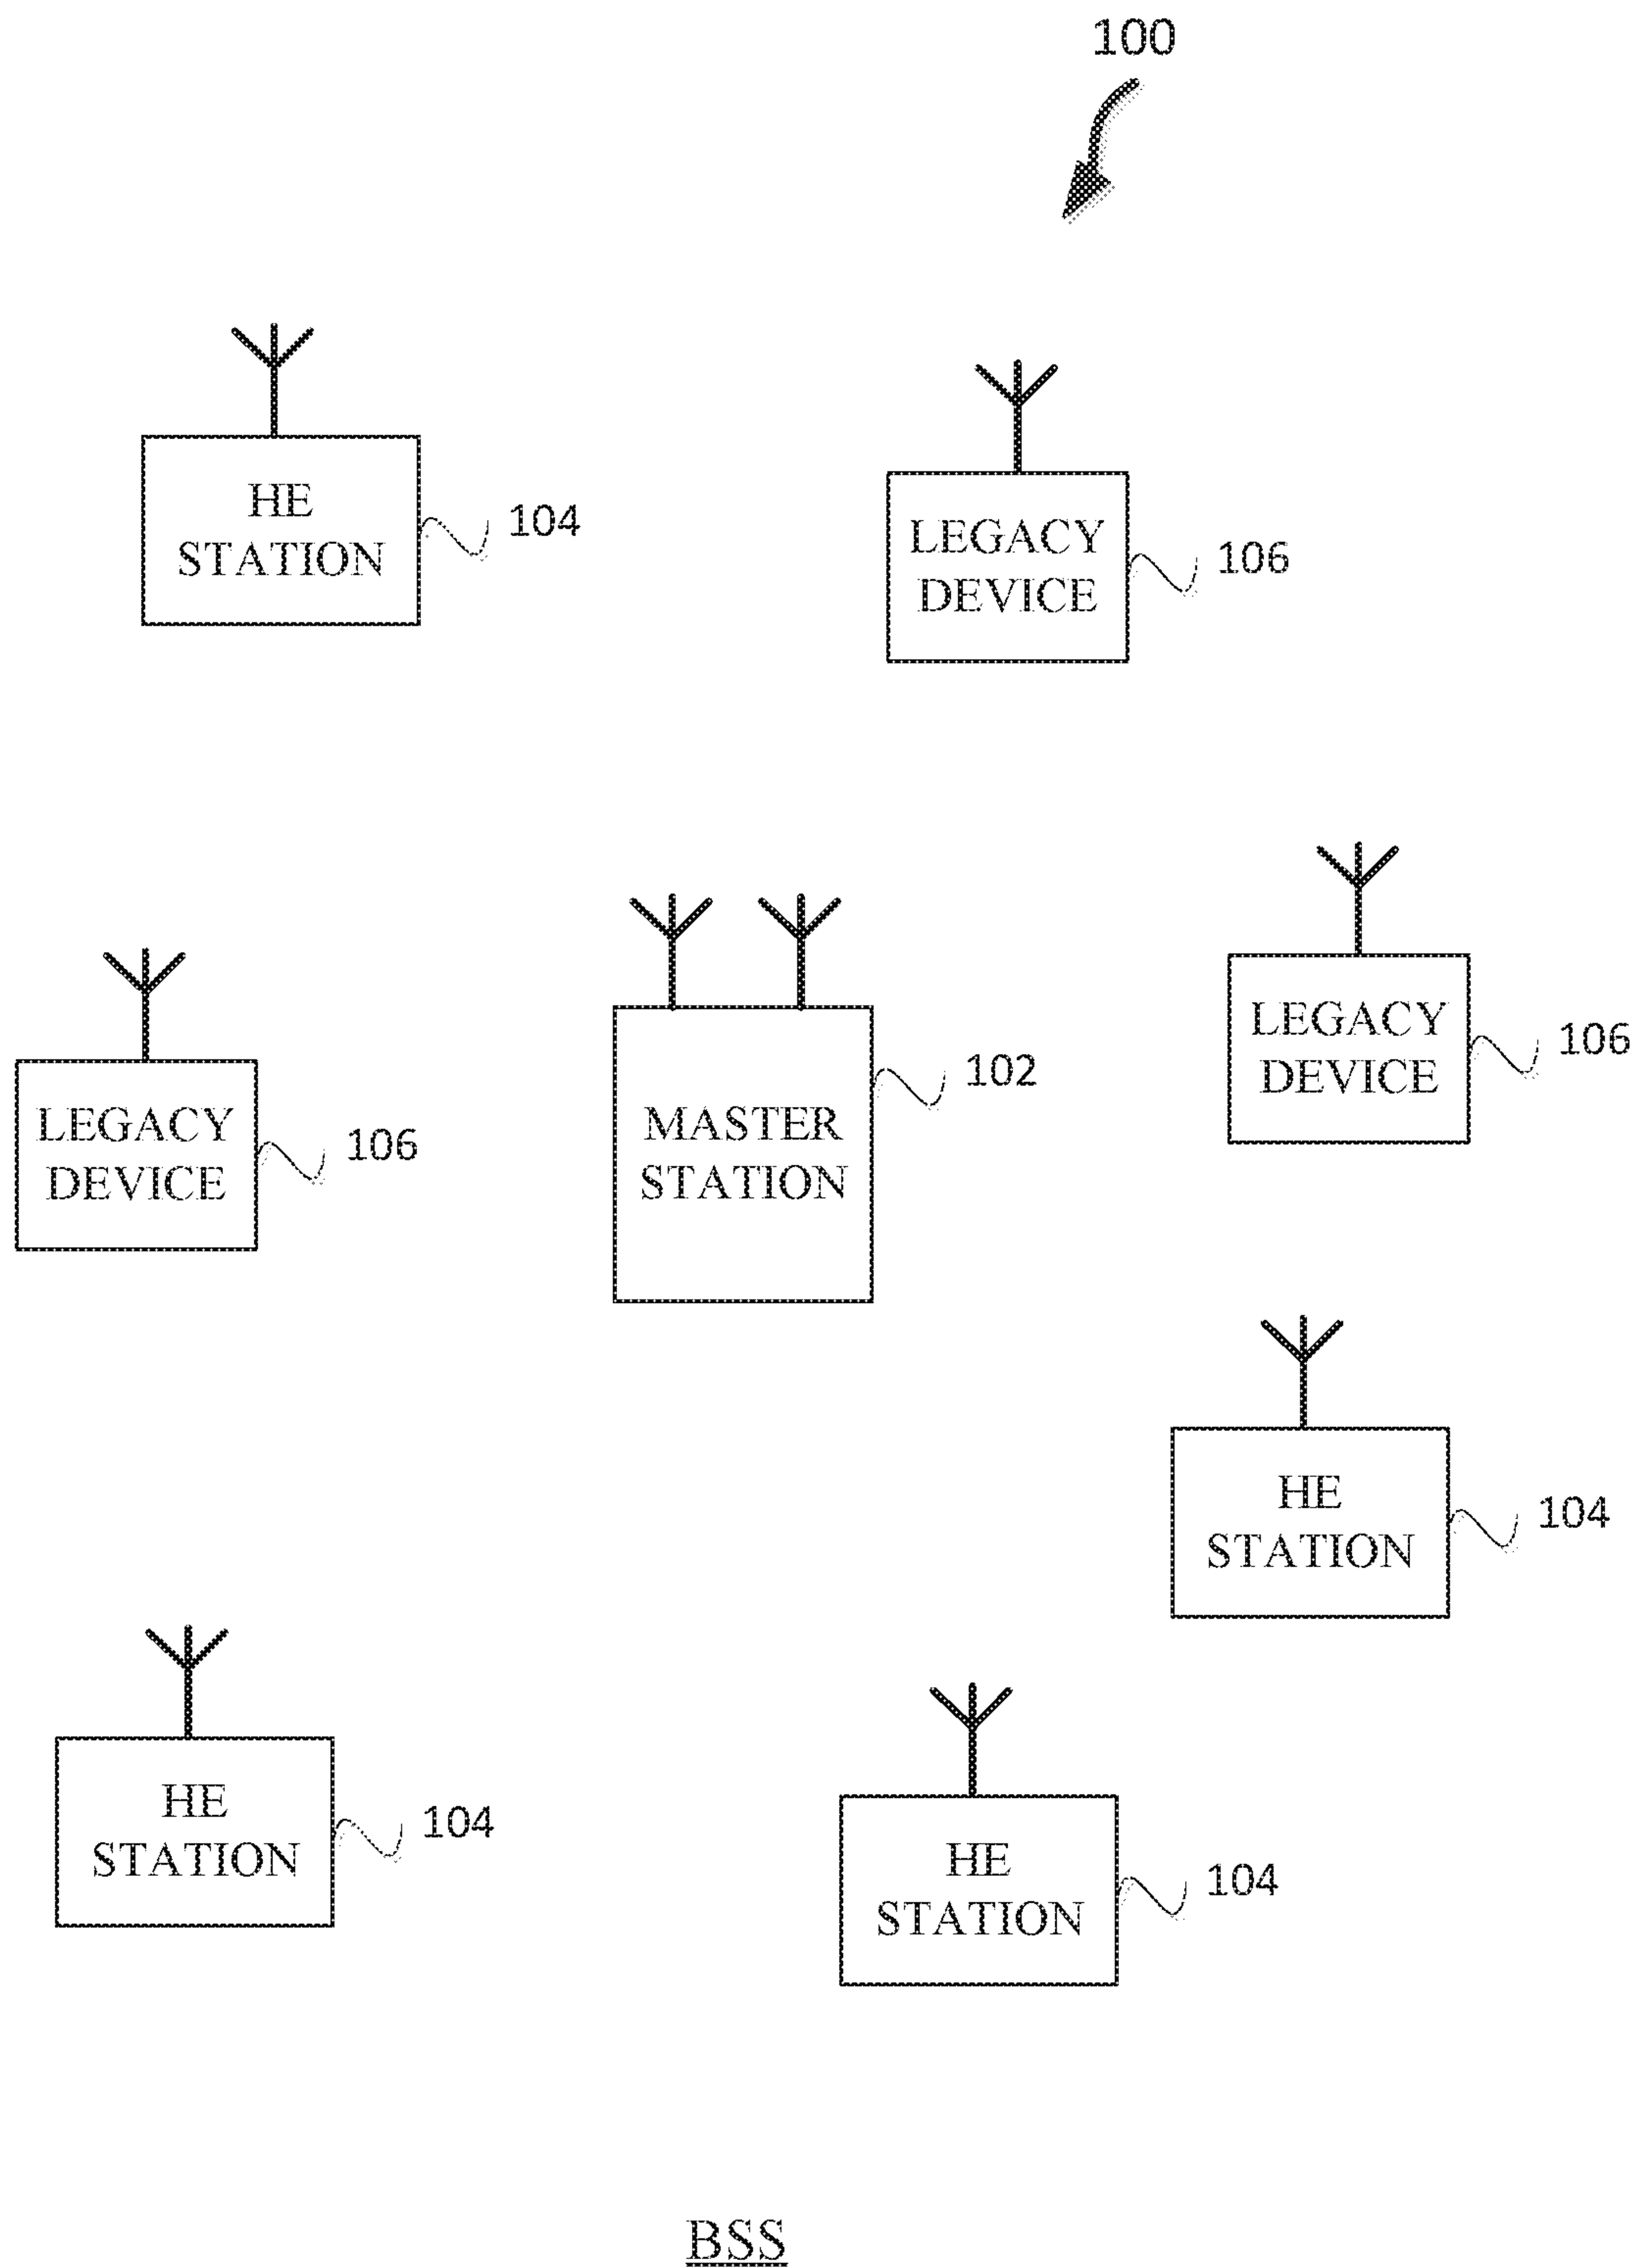 100
HE
STATION
104
LEGACY
DEVICE
106
LEGACY
DEVICE
106
MASTER
STATION
102
LEGACY
DEVICE
106
HE
STATION
104
HE
STATION
104
HE
STATION
104
BSS